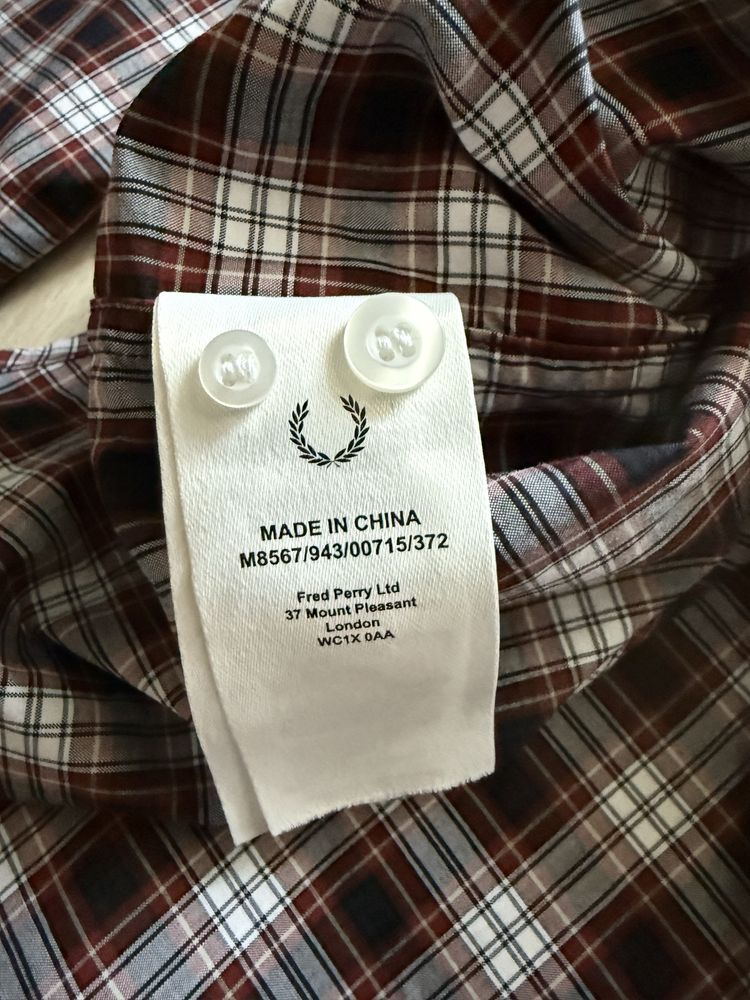 MADE IN CHINA
M8567/943/00715/372
Fred Perry Ltd
37 Mount Pleasant
London
WC1X 0AA